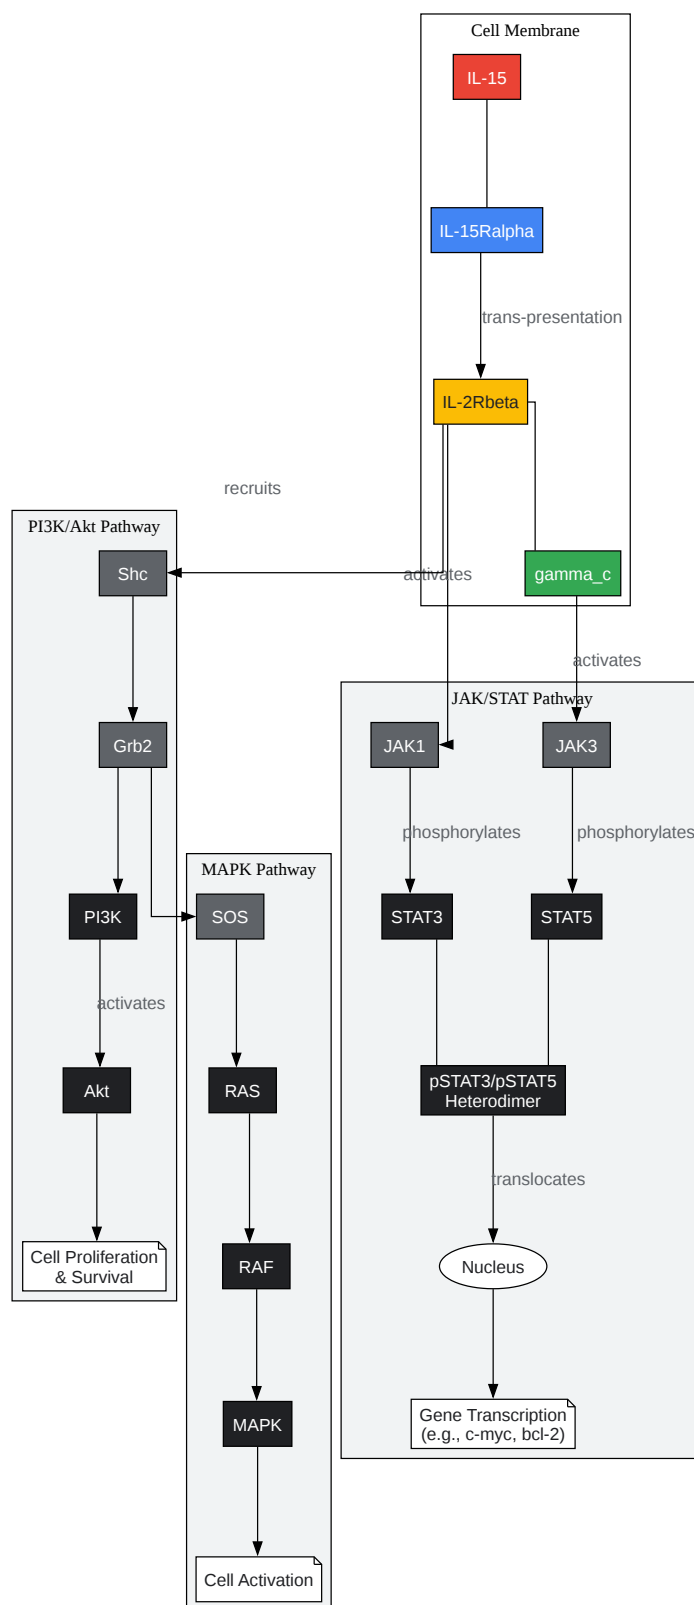 Cell Membrane
IL-15
IL-15Ralpha
trans-presentation
IL-2Rbeta
recruits
PI3K/Akt Pathway
Shc
activates
gamma_c
activates
JAK/STAT Pathway
Grb2
JAK1
JAK3
phosphorylates
phosphorylates
MAPK Pathway
PI3K
SOS
STAT3
STAT5
activates
Akt
RAS
pSTAT3/pSTAT5
Heterodimer
translocates
Cell Proliferation
& Survival
RAF
Nucleus
MAPK
Gene Transcription
(e.g., c-myc, bcl-2)
Cell Activation